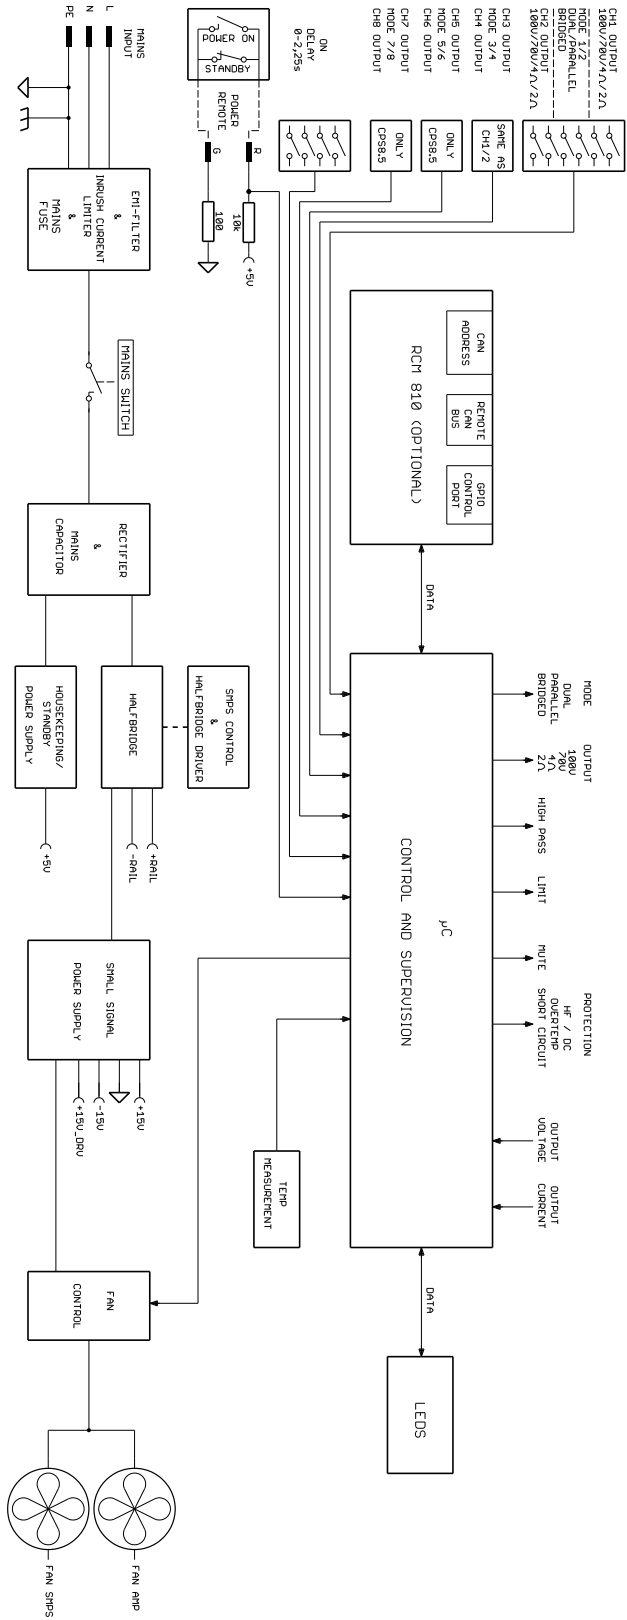 CH1 OUTPUT
100V/70V/4Ω/2Ω
MODE 1/2
DUAL/PARALLEL
BRIDGED
CH2 OUTPUT
100V/70V/4Ω/2Ω
CH3 OUTPUT
MODE 3/4
CH4 OUTPUT
SAME AS
CH1/2
CH5 OUTPUT
MODE 5/6
CH6 OUTPUT
ONLY
CPS8.5
CH7 OUTPUT
MODE 7/8
CH8 OUTPUT
ONLY
CPS8.5
ON
DELAY
0-2,25s
POWER ON
STANDBY
POWER
REMOTE
R
G
10k
+5V
100
CAN
ADDRESS
REMOTE
CAN
BUS
GPIO
CONTROL
PORT
RCM 810 (OPTIONAL)
DATA
MODE
DUAL
PARALLEL
BRIDGED
OUTPUT
100V
70V
4Ω
2Ω
HIGH PASS
LIMIT
MUTE
PROTECTION
HF / DC
OVERTEMP
SHORT CIRCUIT
OUTPUT
VOLTAGE
OUTPUT
CURRENT
µC
CONTROL AND SUPERVISION
DATA
LEDS
TEMP
MEASUREMENT
MAINS
INPUT
L
N
PE
EMI-FILTER
&
INRUSH CURRENT
LIMITER
&
MAINS
FUSE
MAINS SWITCH
RECTIFIER
&
MAINS
CAPACITOR
SMPS CONTROL
&
HALFBRIDGE DRIVER
HALFBRIDGE
+RAIL
-RAIL
HOUSEKEEPING/
STANDBY
POWER SUPPLY
+5V
SMALL SIGNAL
POWER SUPPLY
+15V
-15V
+15V_DRV
FAN
CONTROL
FAN AMP
FAN SMPS